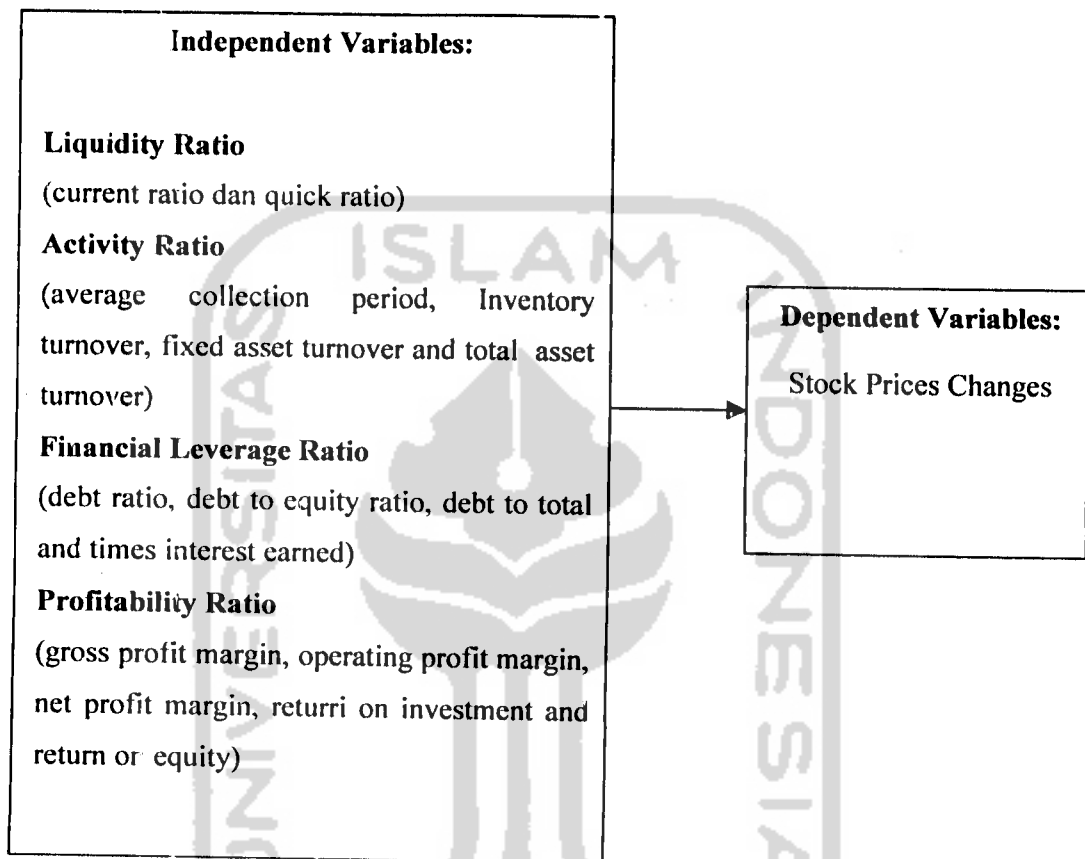 Independent Variables:
Liquidity Ratio
(current ratio dan quick ratio)
Activity Ratio
(average collection period, Inventory
turnover, fixed asset turnover and total asset
turnover)
Financial Leverage Ratio
(debt ratio, debt to equity ratio, debt to total
and times interest earned)
Profitability Ratio
(gross profit margin, operating profit margin,
net profit margin, returri on investment and
return or equity)
Dependent Variables:
Stock Prices Changes
UNIVERSITAS
ISLAM
INDONESIA